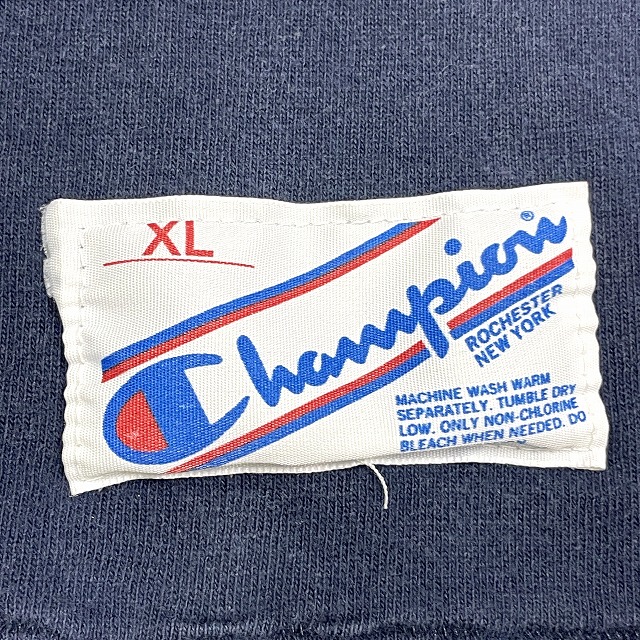 XL
Champion®
ROCHESTER
NEW YORK
MACHINE WASH WARM
SEPARATELY. TUMBLE DRY
LOW. ONLY NON-CHLORINE
BLEACH WHEN NEEDED. DO